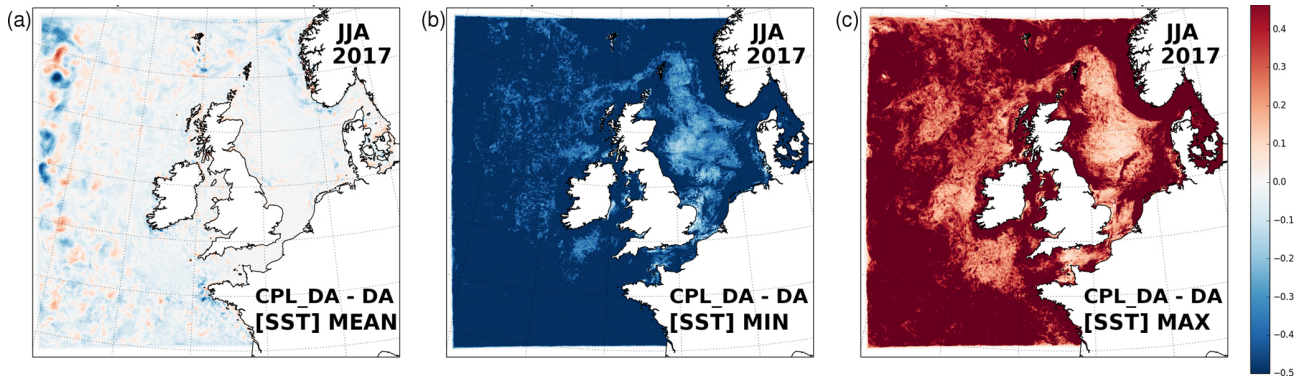 (a)
JJA
2017
CPL_DA - DA
[SST] MEAN
(b)
JJA
2017
CPL_DA - DA
[SST] MIN
(c)
JJA
2017
CPL_DA - DA
[SST] MAX
0.4
0.3
0.2
0.1
0.0
−0.1
−0.2
−0.3
−0.4
−0.5